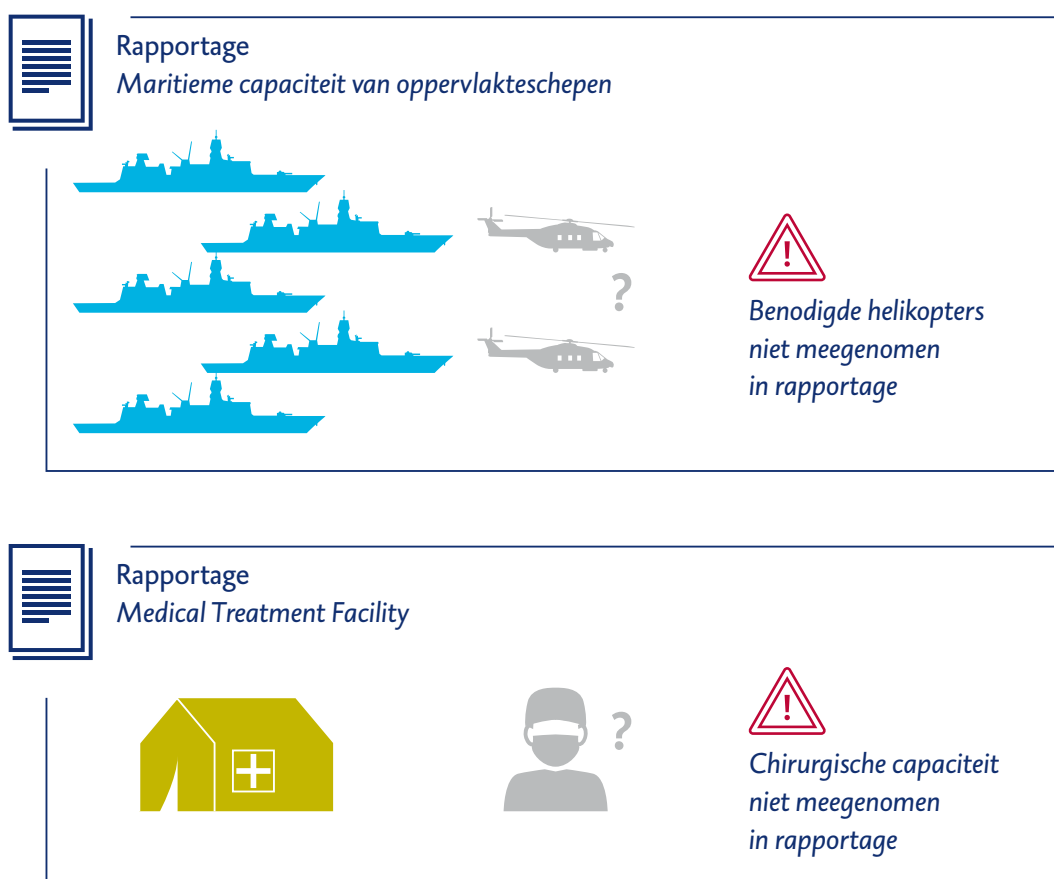 Rapportage
Maritieme capaciteit van oppervlakteschepen
?
!
Benodigde helikopters
niet meegenomen
in rapportage
Rapportage
Medical Treatment Facility
?
!
Chirurgische capaciteit
niet meegenomen
in rapportage